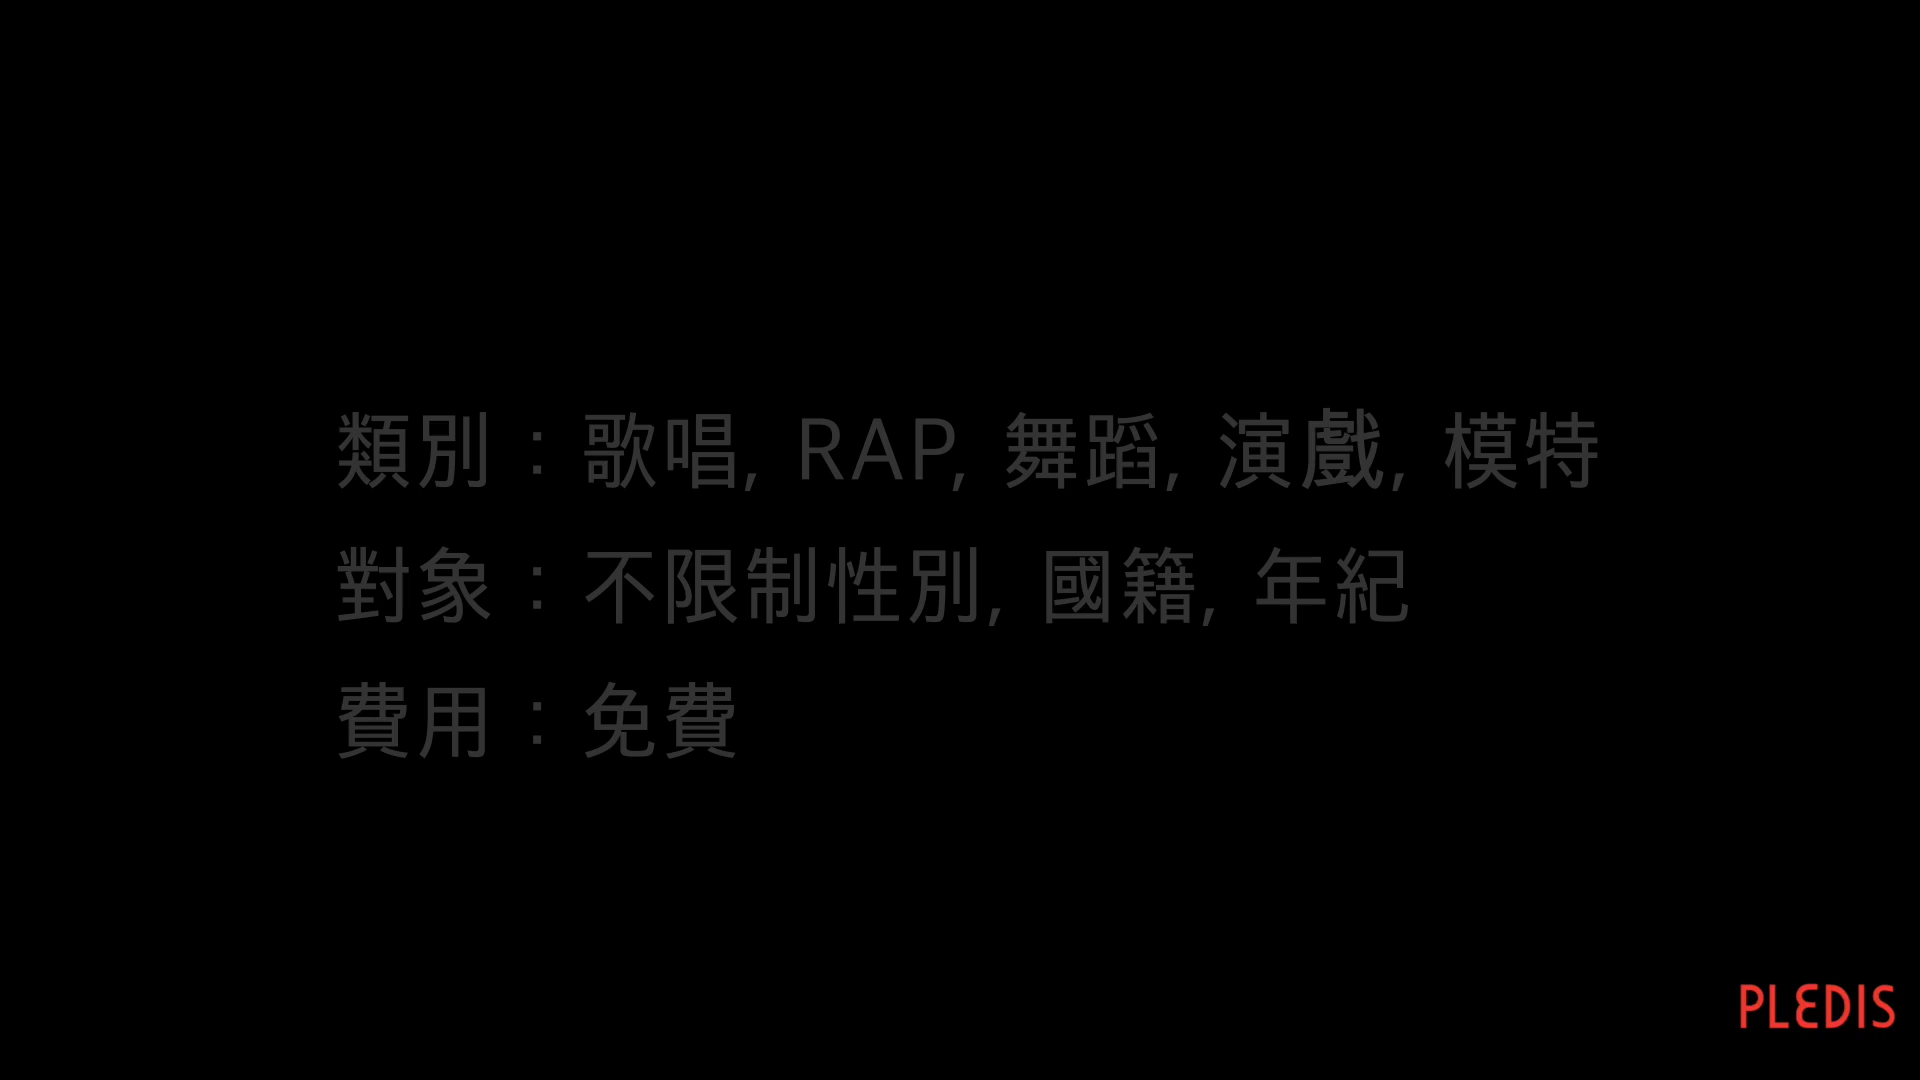 類別：歌唱, RAP, 舞蹈, 演戲, 模特
對象：不限制性別, 國籍, 年紀
費用：免費
PLEDIS